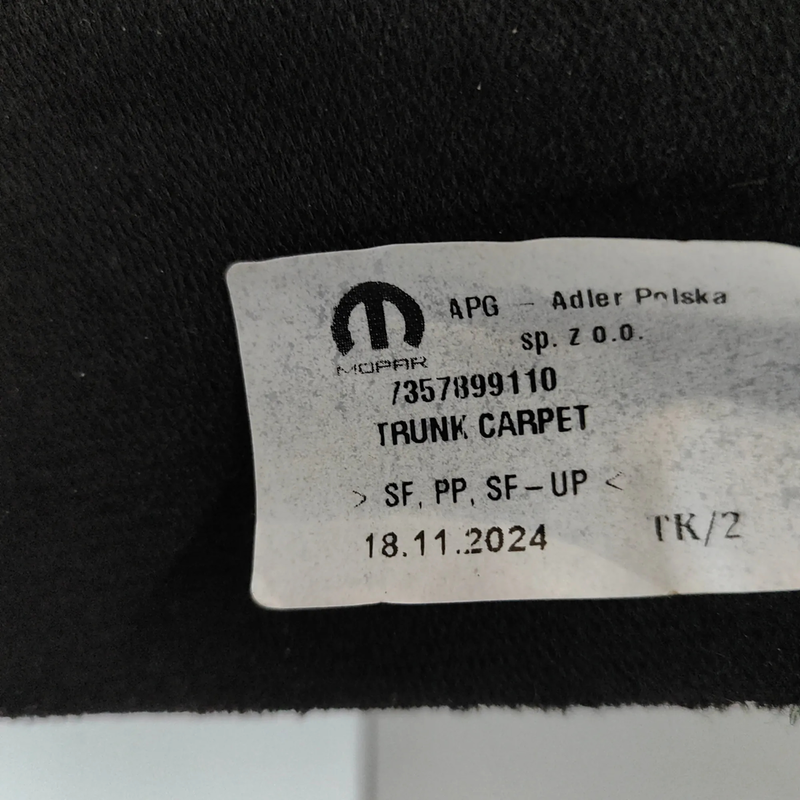 APG - Adler Polska
sp. z o.o.
MOPAR
7357899110
TRUNK CARPET
> SF, PP, SF-UP <
18.11.2024 TK/2